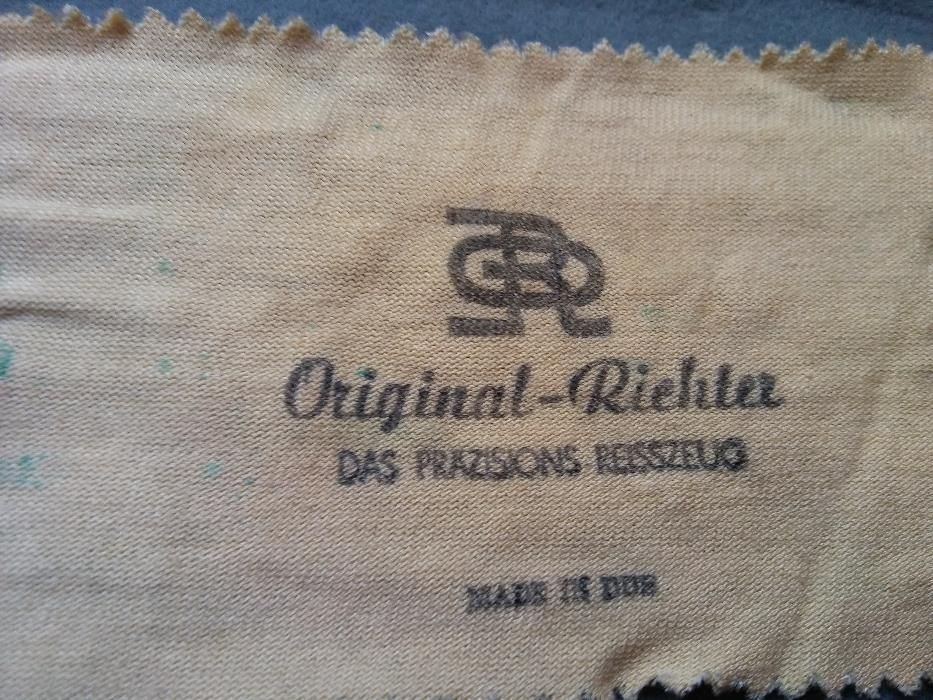 Original-Richter
DAS PRÄZISIONS REISSZEUG
MADE IN DDR